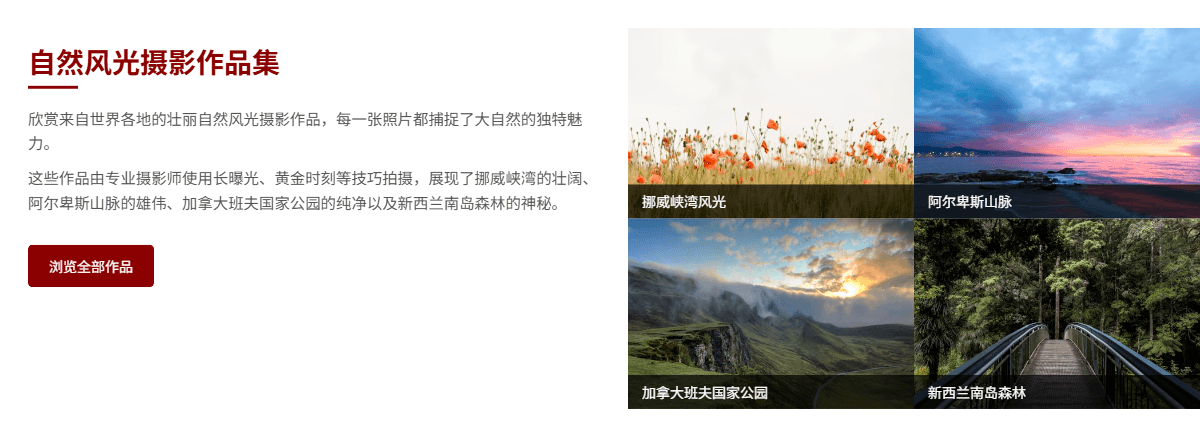 自然风光摄影作品集
欣赏来自世界各地的壮丽自然风光摄影作品，每一张照片都捕捉了大自然的独特魅
力。
这些作品由专业摄影师使用长曝光、黄金时刻等技巧拍摄，展现了挪威峡湾的壮阔、
阿尔卑斯山脉的雄伟、加拿大班夫国家公园的纯净以及新西兰南岛森林的神秘。
浏览全部作品
挪威峡湾风光
阿尔卑斯山脉
加拿大班夫国家公园
新西兰南岛森林